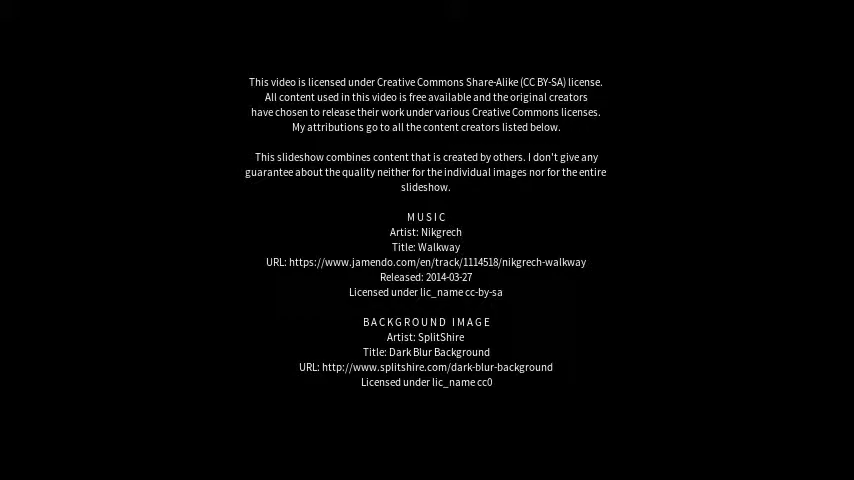 This video is licensed under Creative Commons Share-Alike (CC BY-SA) license.
All content used in this video is free available and the original creators
have chosen to release their work under various Creative Commons licenses.
My attributions go to all the content creators listed below.
This slideshow combines content that is created by others. I don't give any
guarantee about the quality neither for the individual images nor for the entire
slideshow.
MUSIC
Artist: Nikgrech
Title: Walkway
URL: https://www.jamendo.com/en/track/1114518/nikgrech-walkway
Released: 2014-03-27
Licensed under lic_name cc-by-sa
BACKGROUND IMAGE
Artist: SplitShire
Title: Dark Blur Background
URL: http://www.splitshire.com/dark-blur-background
Licensed under lic_name cc0